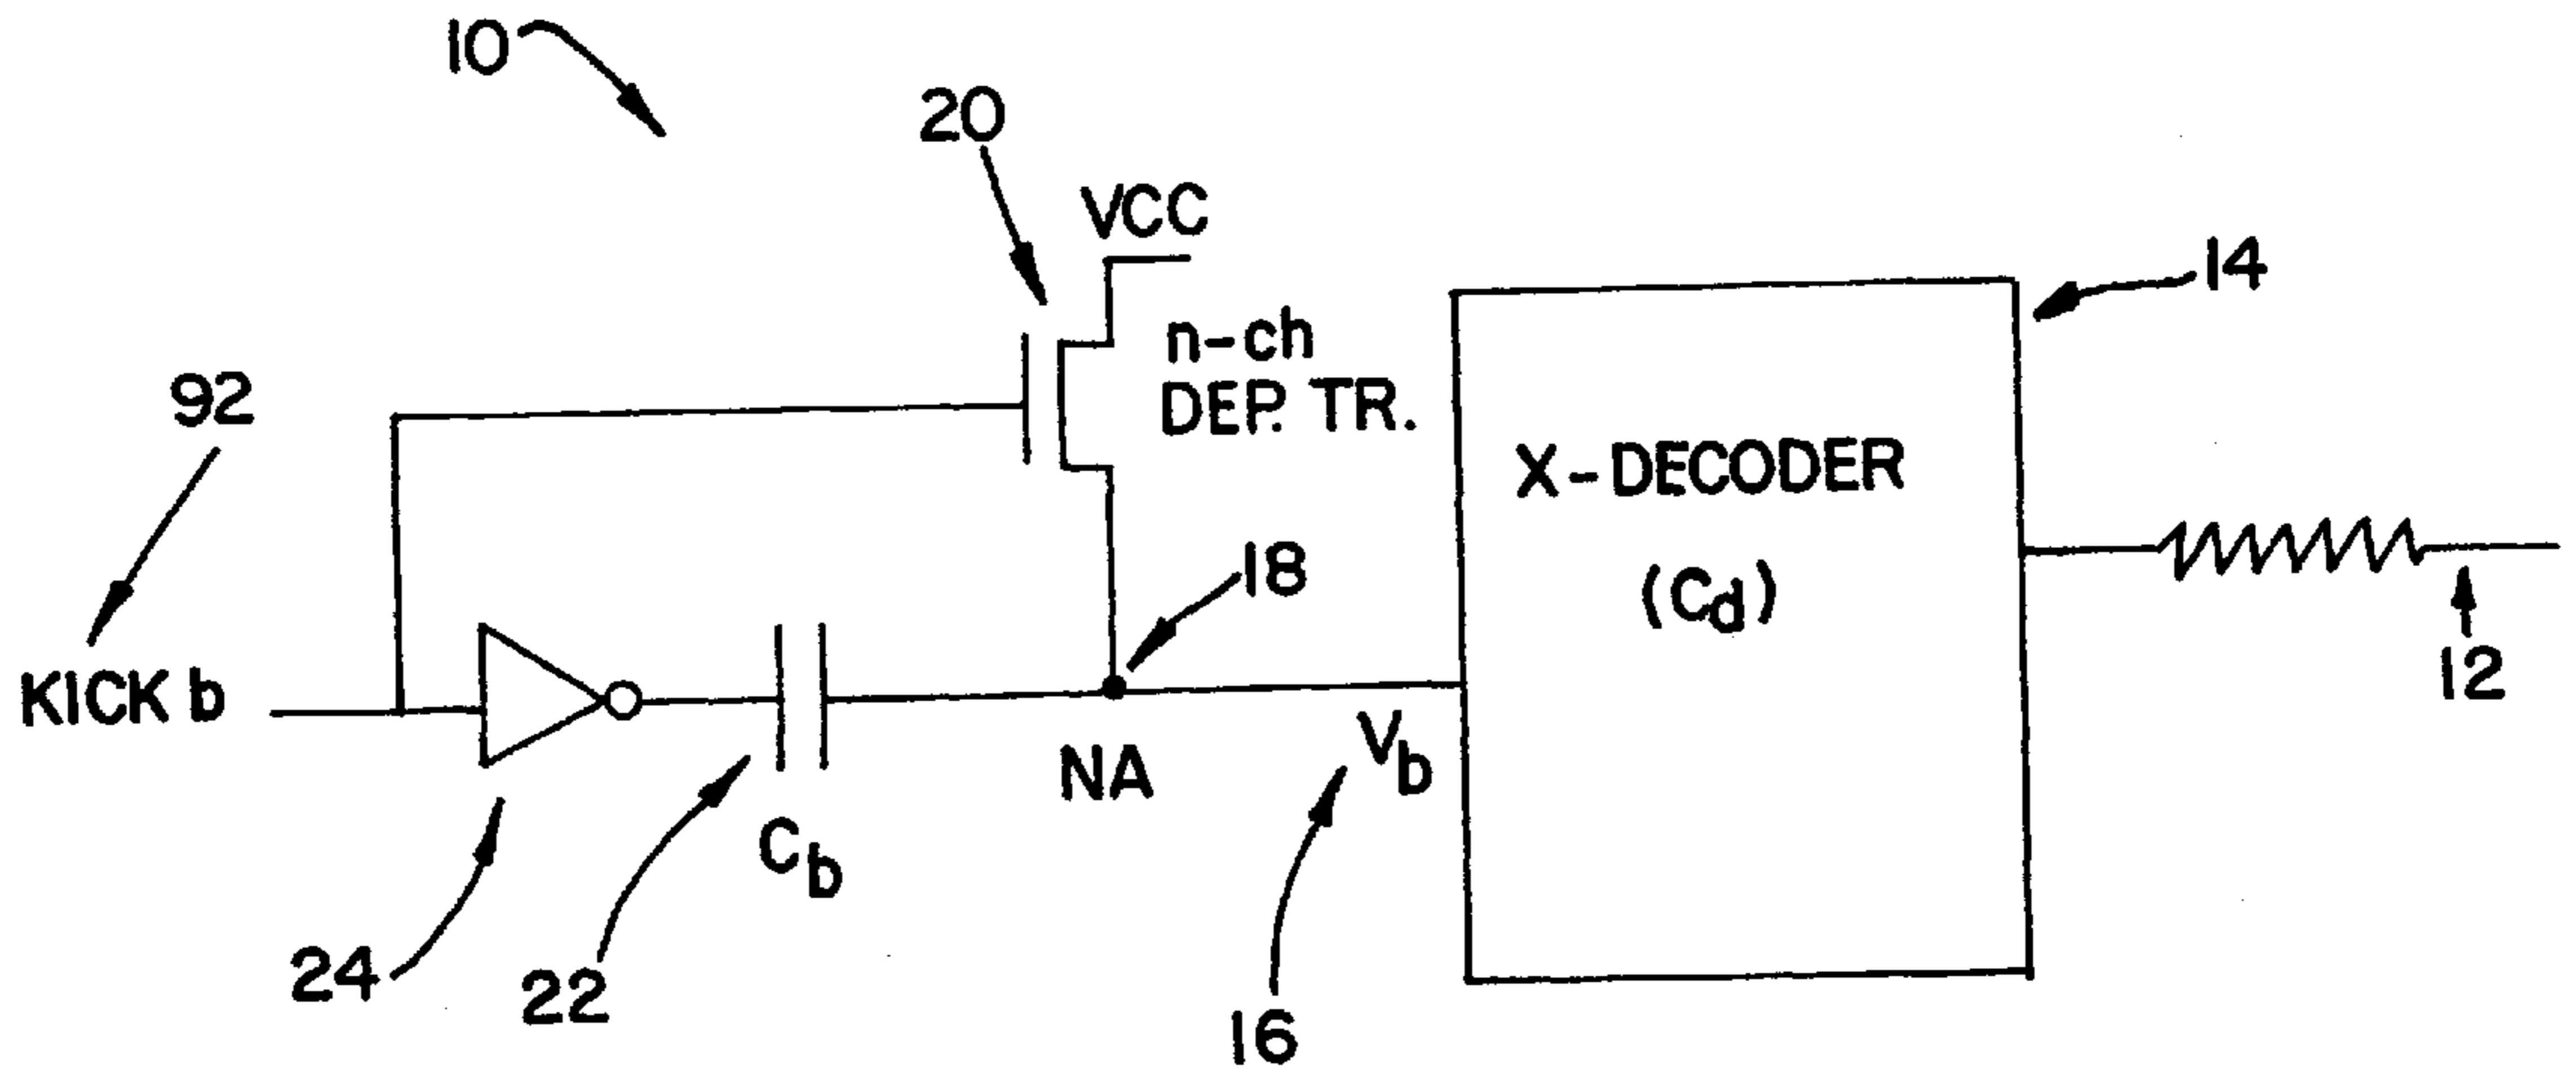 10
20
VCC
14
n-ch
DEP. TR.
92
X-DECODER
(Cd)
18
12
KICK b
NA
Vb
Cb
24
22
16